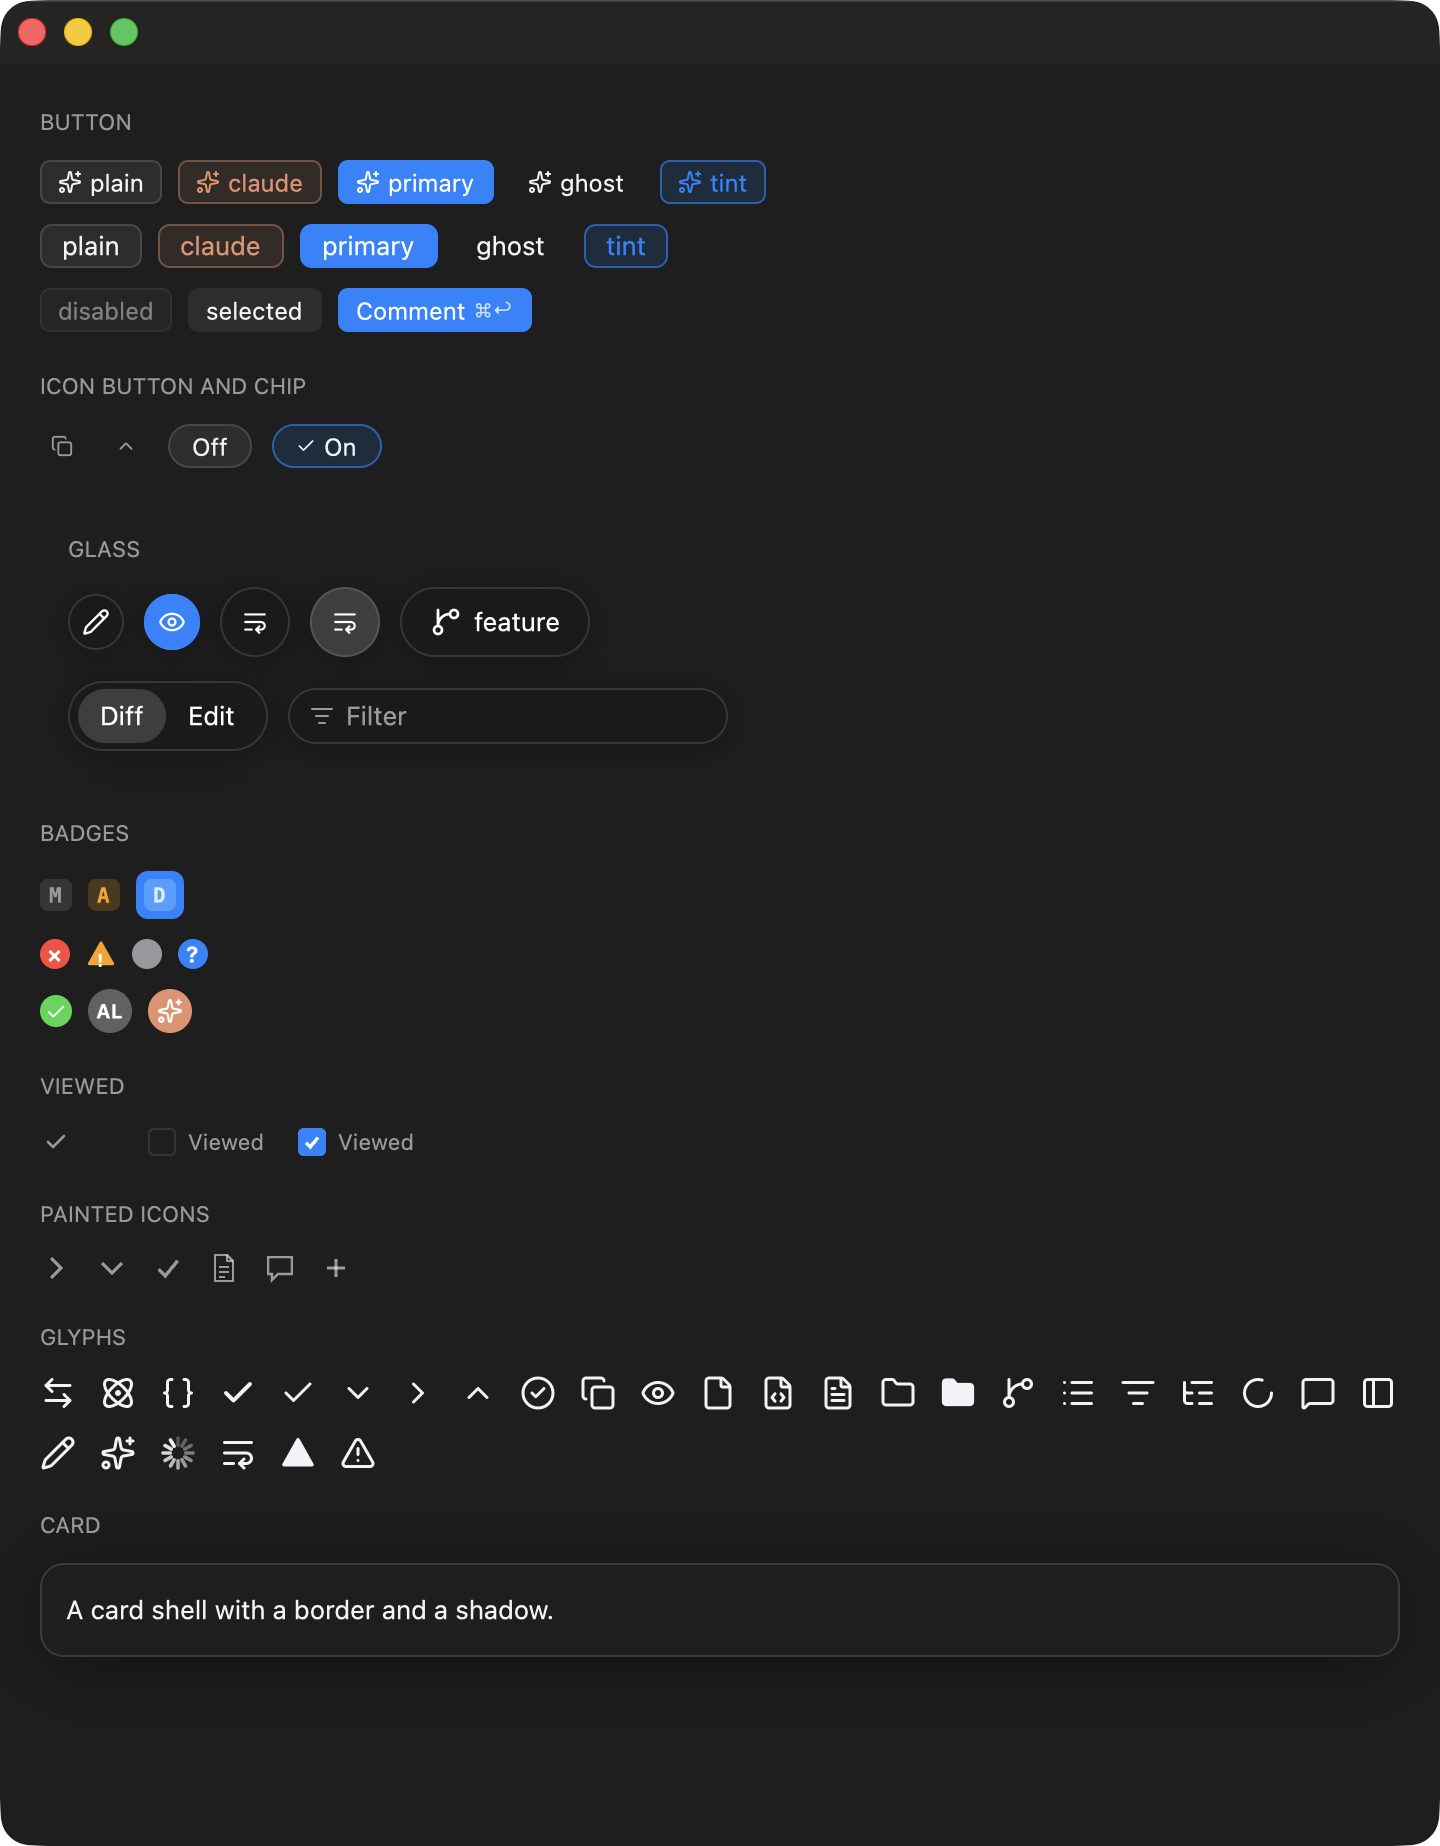 BUTTON
plain claude primary ghost tint
plain claude primary ghost tint
disabled selected Comment ⌘↩
ICON BUTTON AND CHIP
Off On
GLASS
feature
Diff Edit Filter
BADGES
M A D
?
AL
VIEWED
Viewed Viewed
PAINTED ICONS
GLYPHS
CARD
A card shell with a border and a shadow.